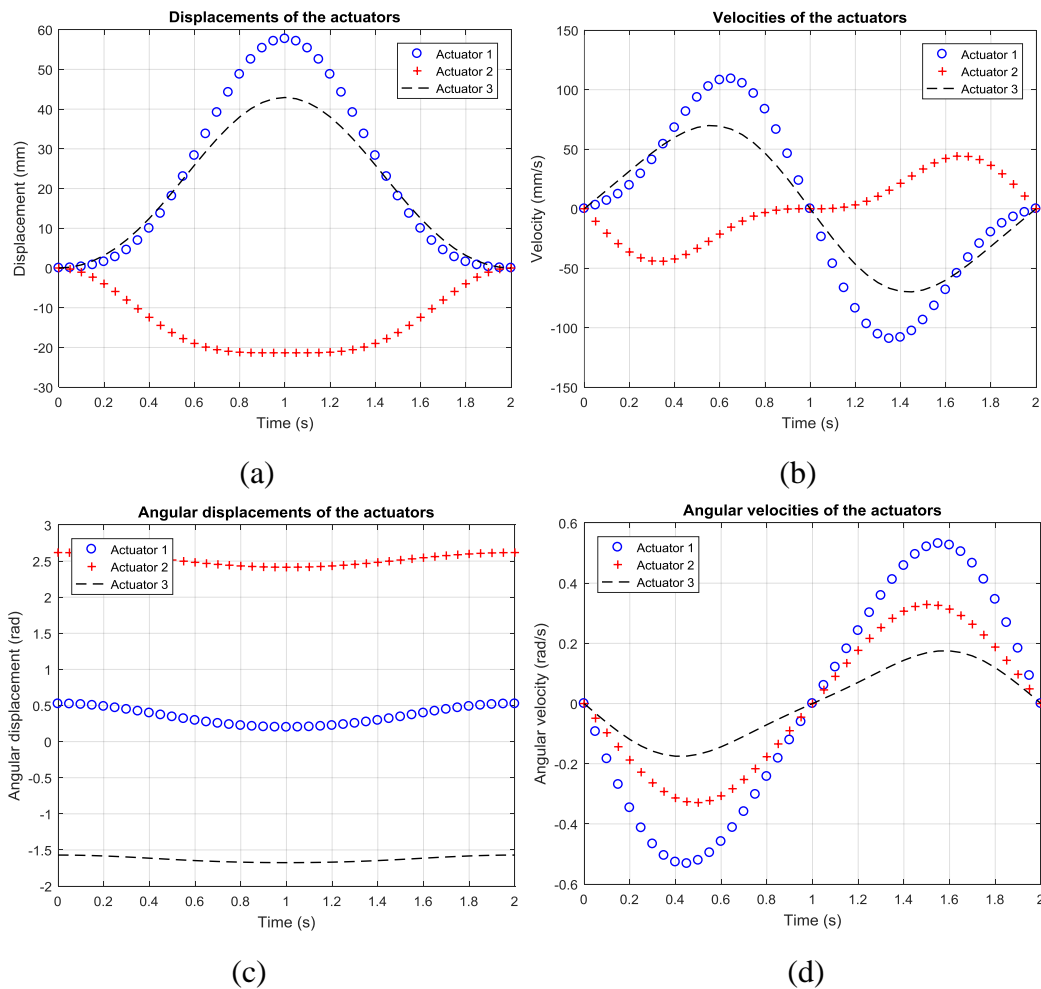 Displacements of the actuators
60
50
40
30
20
10
0
-10
-20
-30
Displacement (mm)
Actuator 1
Actuator 2
Actuator 3
0 0.2 0.4 0.6 0.8 1 1.2 1.4 1.6 1.8 2
Time (s)
(a)
Velocities of the actuators
150
100
50
0
-50
-100
-150
Velocity (mm/s)
Actuator 1
Actuator 2
Actuator 3
0 0.2 0.4 0.6 0.8 1 1.2 1.4 1.6 1.8 2
Time (s)
(b)
Angular displacements of the actuators
3
2.5
2
1.5
1
0.5
0
-0.5
-1
-1.5
-2
Angular displacement (rad)
Actuator 1
Actuator 2
Actuator 3
0 0.2 0.4 0.6 0.8 1 1.2 1.4 1.6 1.8 2
Time (s)
(c)
Angular velocities of the actuators
0.6
0.4
0.2
0
-0.2
-0.4
-0.6
Angular velocity (rad/s)
Actuator 1
Actuator 2
Actuator 3
0 0.2 0.4 0.6 0.8 1 1.2 1.4 1.6 1.8 2
Time (s)
(d)